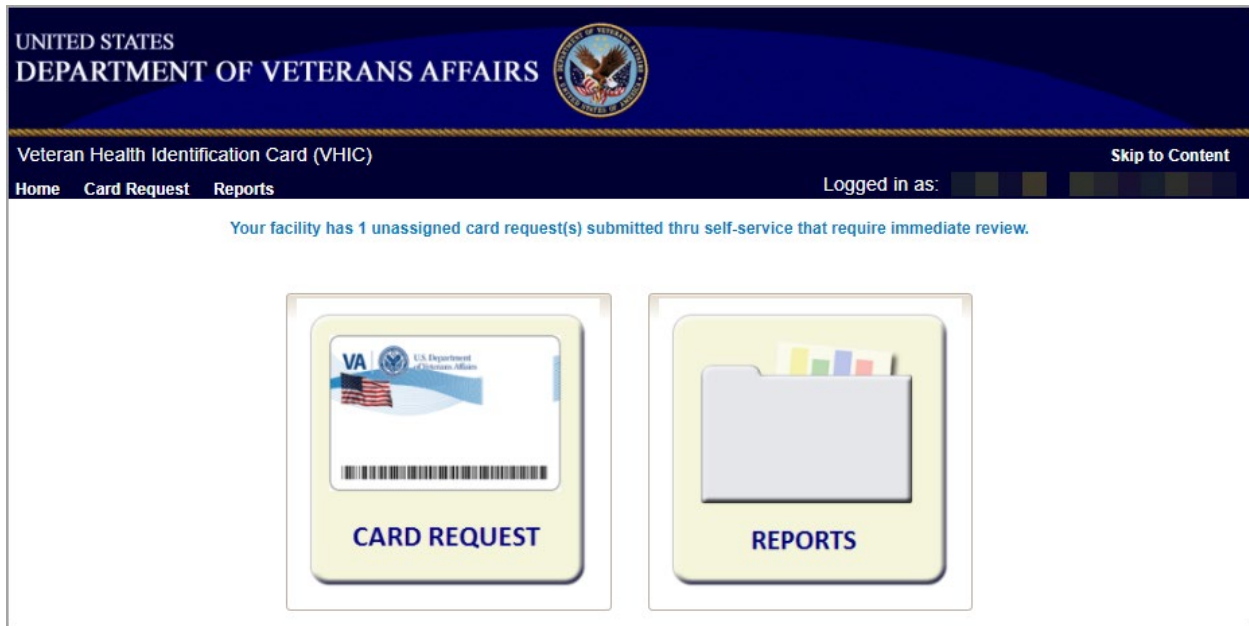 UNITED STATES
DEPARTMENT OF VETERANS AFFAIRS
Veteran Health Identification Card (VHIC)
Skip to Content
Home Card Request Reports
Logged in as:
Your facility has 1 unassigned card request(s) submitted thru self-service that require immediate review.
VA
U.S. Department
of Veterans Affairs
CARD REQUEST
REPORTS